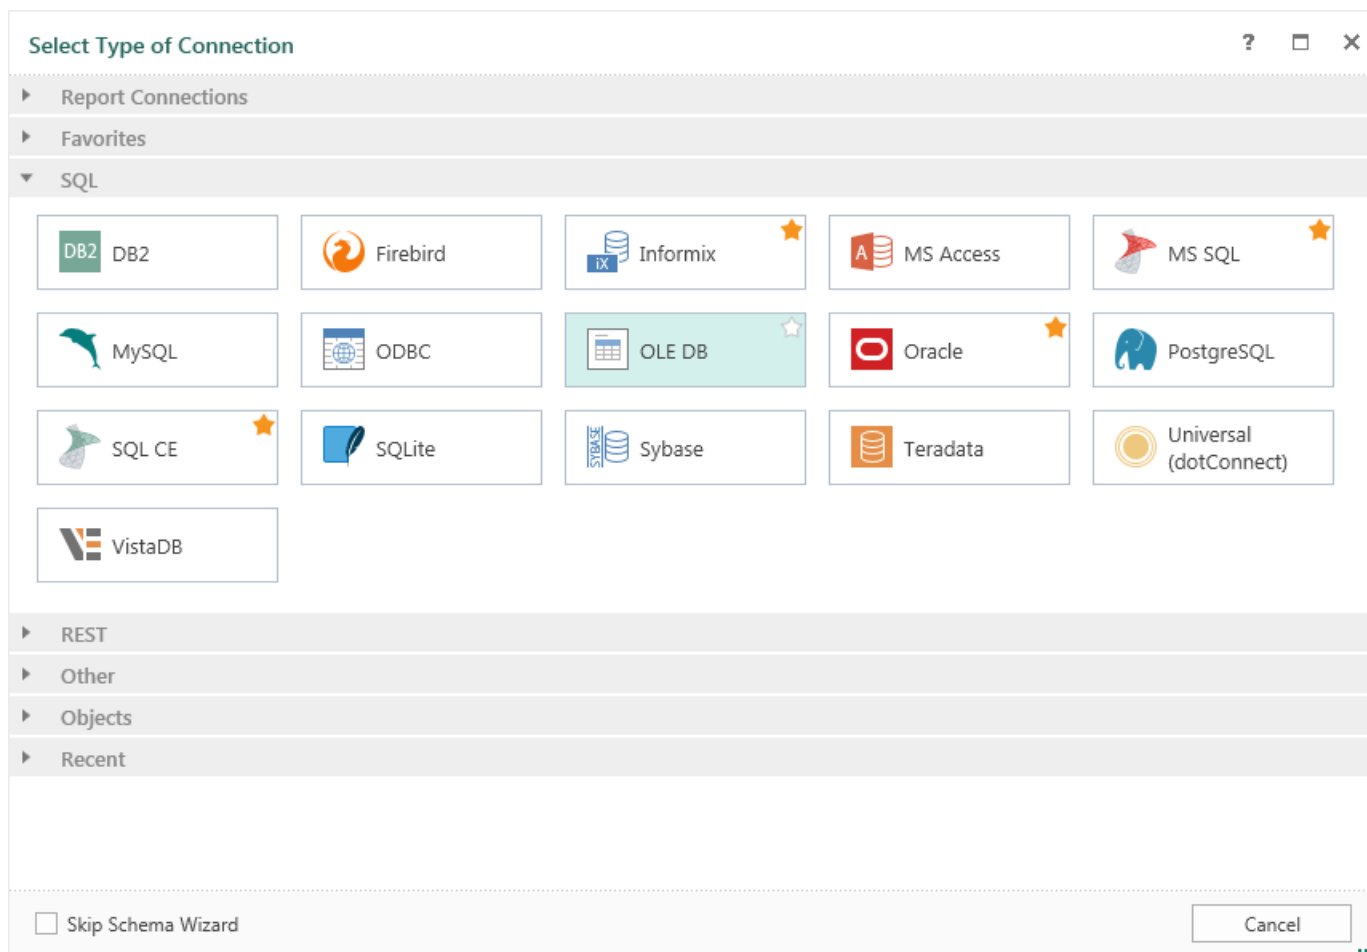 Select Type of Connection ?
Report Connections
Favorites
SQL
DB2 DB2
Firebird
iX Informix
A MS Access
MS SQL
MySQL
ODBC
OLE DB
Oracle
PostgreSQL
SQL CE
SQLite
SYBASE Sybase
Teradata
Universal
(dotConnect)
VistaDB
REST
Other
Objects
Recent
Skip Schema Wizard
Cancel